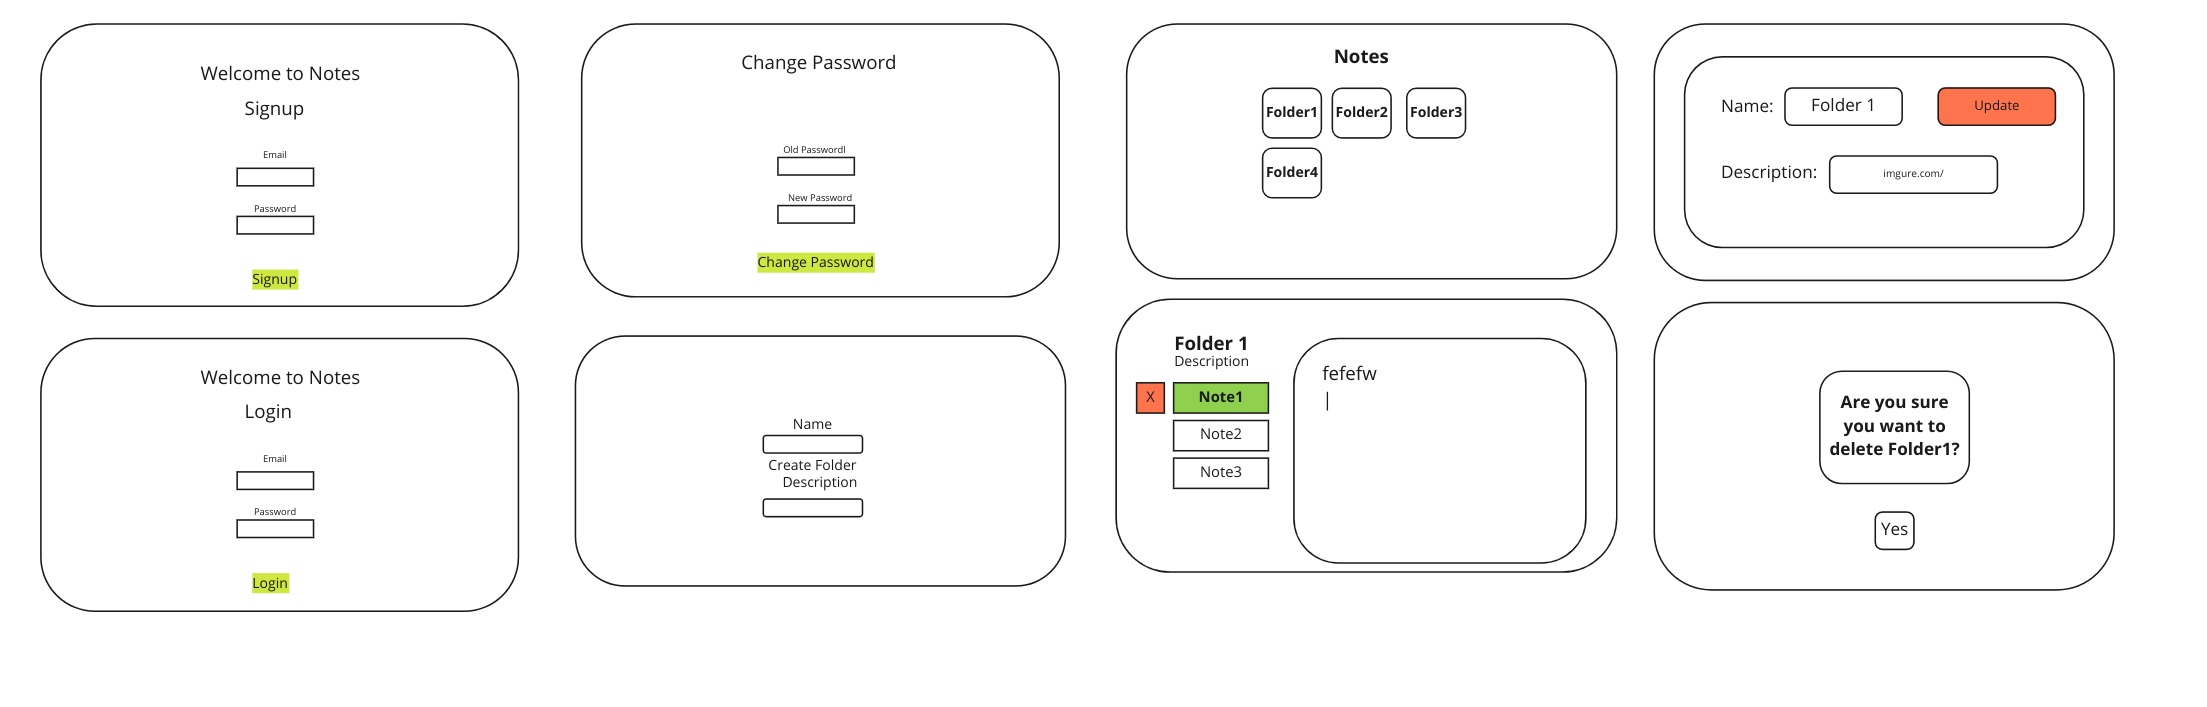 Welcome to Notes
Signup
Email
Password
Signup
Change Password
Old Passwordl
New Password
Change Password
Notes
Folder1
Folder2
Folder3
Folder4
Name:
Folder 1
Update
Description:
imgure.com/
Welcome to Notes
Login
Email
Password
Login
Name
Create Folder
Description
Folder 1
Description
X
Note1
Note2
Note3
fefefw
|
Are you sure
you want to
delete Folder1?
Yes